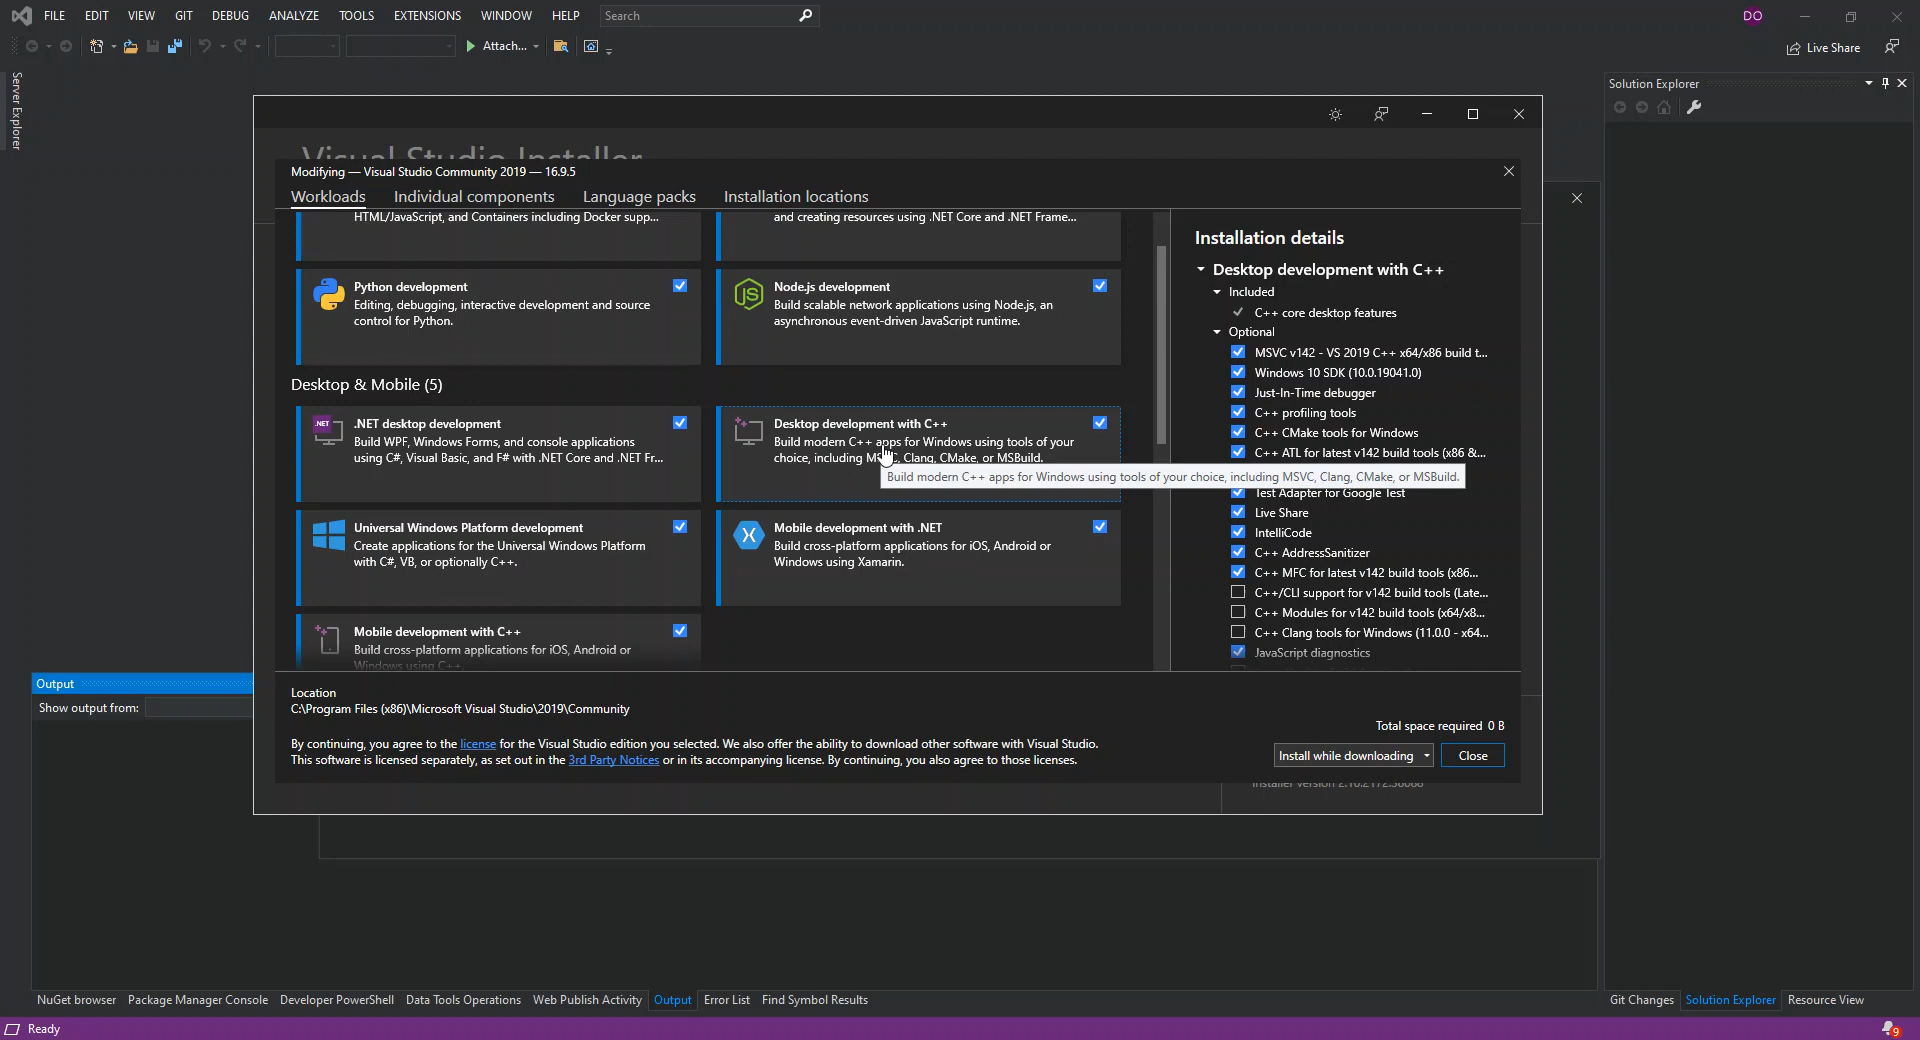 FILE EDIT VIEW GIT DEBUG ANALYZE TOOLS EXTENSIONS WINDOW HELP Search DO
Attach... Live Share
Server Explorer
Solution Explorer
Visual Studio Installer
Modifying — Visual Studio Community 2019 — 16.9.5
Workloads Individual components Language packs Installation locations
HTML/JavaScript, and Containers including Docker supp...
and creating resources using .NET Core and .NET Frame...
Python development
Editing, debugging, interactive development and source
control for Python.
Node.js development
Build scalable network applications using Node.js, an
asynchronous event-driven JavaScript runtime.
Desktop & Mobile (5)
.NET desktop development
Build WPF, Windows Forms, and console applications
using C#, Visual Basic, and F# with .NET Core and .NET Fr...
Desktop development with C++
Build modern C++ apps for Windows using tools of your
choice, including MSVC, Clang, CMake, or MSBuild.
Build modern C++ apps for Windows using tools of your choice, including MSVC, Clang, CMake, or MSBuild.
Universal Windows Platform development
Create applications for the Universal Windows Platform
with C#, VB, or optionally C++.
Mobile development with .NET
Build cross-platform applications for iOS, Android or
Windows using Xamarin.
Mobile development with C++
Build cross-platform applications for iOS, Android or
Windows using C++.
Installation details
Desktop development with C++
Included
C++ core desktop features
Optional
MSVC v142 - VS 2019 C++ x64/x86 build t...
Windows 10 SDK (10.0.19041.0)
Just-In-Time debugger
C++ profiling tools
C++ CMake tools for Windows
C++ ATL for latest v142 build tools (x86 &...
Test Adapter for Google Test
Live Share
IntelliCode
C++ AddressSanitizer
C++ MFC for latest v142 build tools (x86...
C++/CLI support for v142 build tools (Late...
C++ Modules for v142 build tools (x64/x8...
C++ Clang tools for Windows (11.0.0 - x64...
JavaScript diagnostics
Location
C:\Program Files (x86)\Microsoft Visual Studio\2019\Community
Total space required 0 B
By continuing, you agree to the license for the Visual Studio edition you selected. We also offer the ability to download other software with Visual Studio.
This software is licensed separately, as set out in the 3rd Party Notices or in its accompanying license. By continuing, you also agree to those licenses.
Install while downloading Close
Output
Show output from:
NuGet browser Package Manager Console Developer PowerShell Data Tools Operations Web Publish Activity Output Error List Find Symbol Results
Git Changes Solution Explorer Resource View
Ready 9